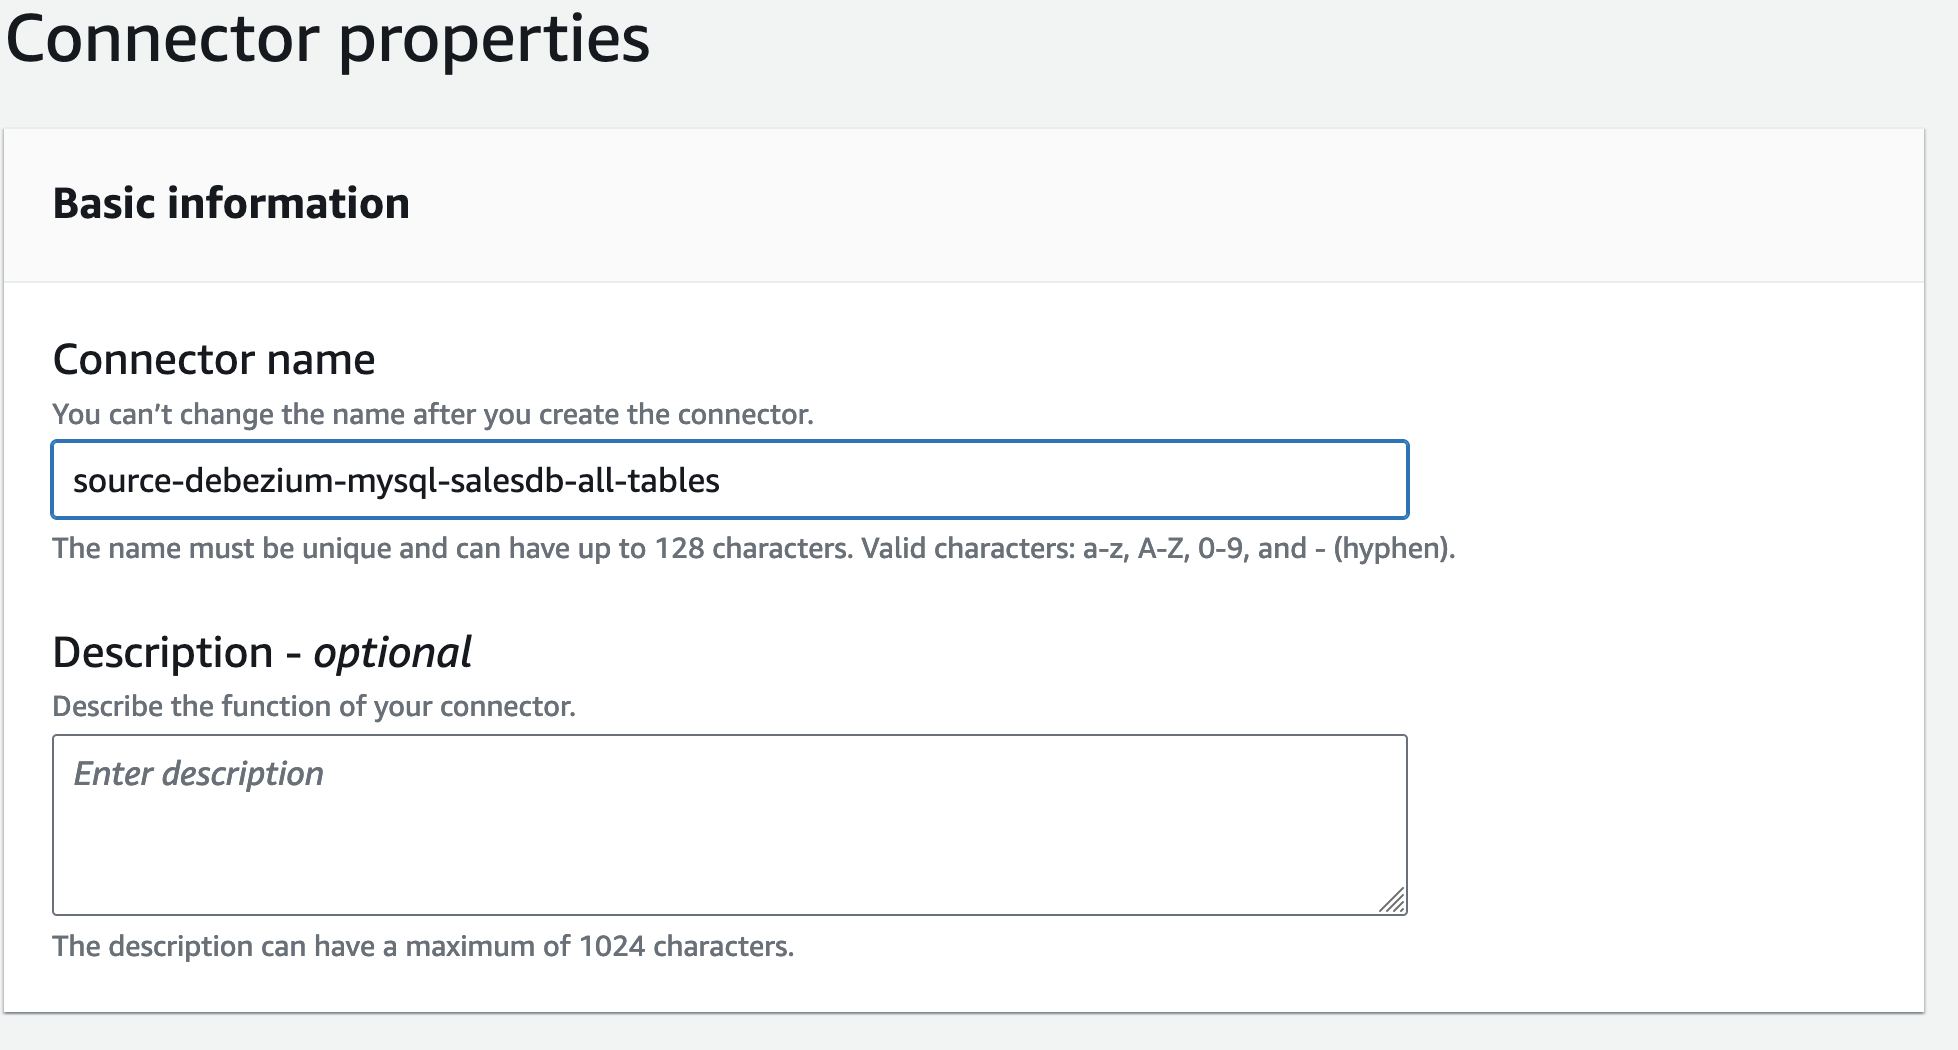 Connector properties
Basic information
Connector name
You can’t change the name after you create the connector.
source-debezium-mysql-salesdb-all-tables
The name must be unique and can have up to 128 characters. Valid characters: a-z, A-Z, 0-9, and - (hyphen).
Description - optional
Describe the function of your connector.
Enter description
The description can have a maximum of 1024 characters.